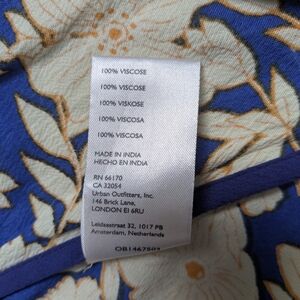 100% VISCOSE
100% VISCOSE
100% VISKOSE
100% VISCOSA
100% VISCOSA
MADE IN INDIA
HECHO EN INDIA
RN 66170
CA 32054
Urban Outfitters, Inc.
146 Brick Lane,
LONDON E1 6RU
Leidsestraat 32, 1017 PB
Amsterdam, Netherlands